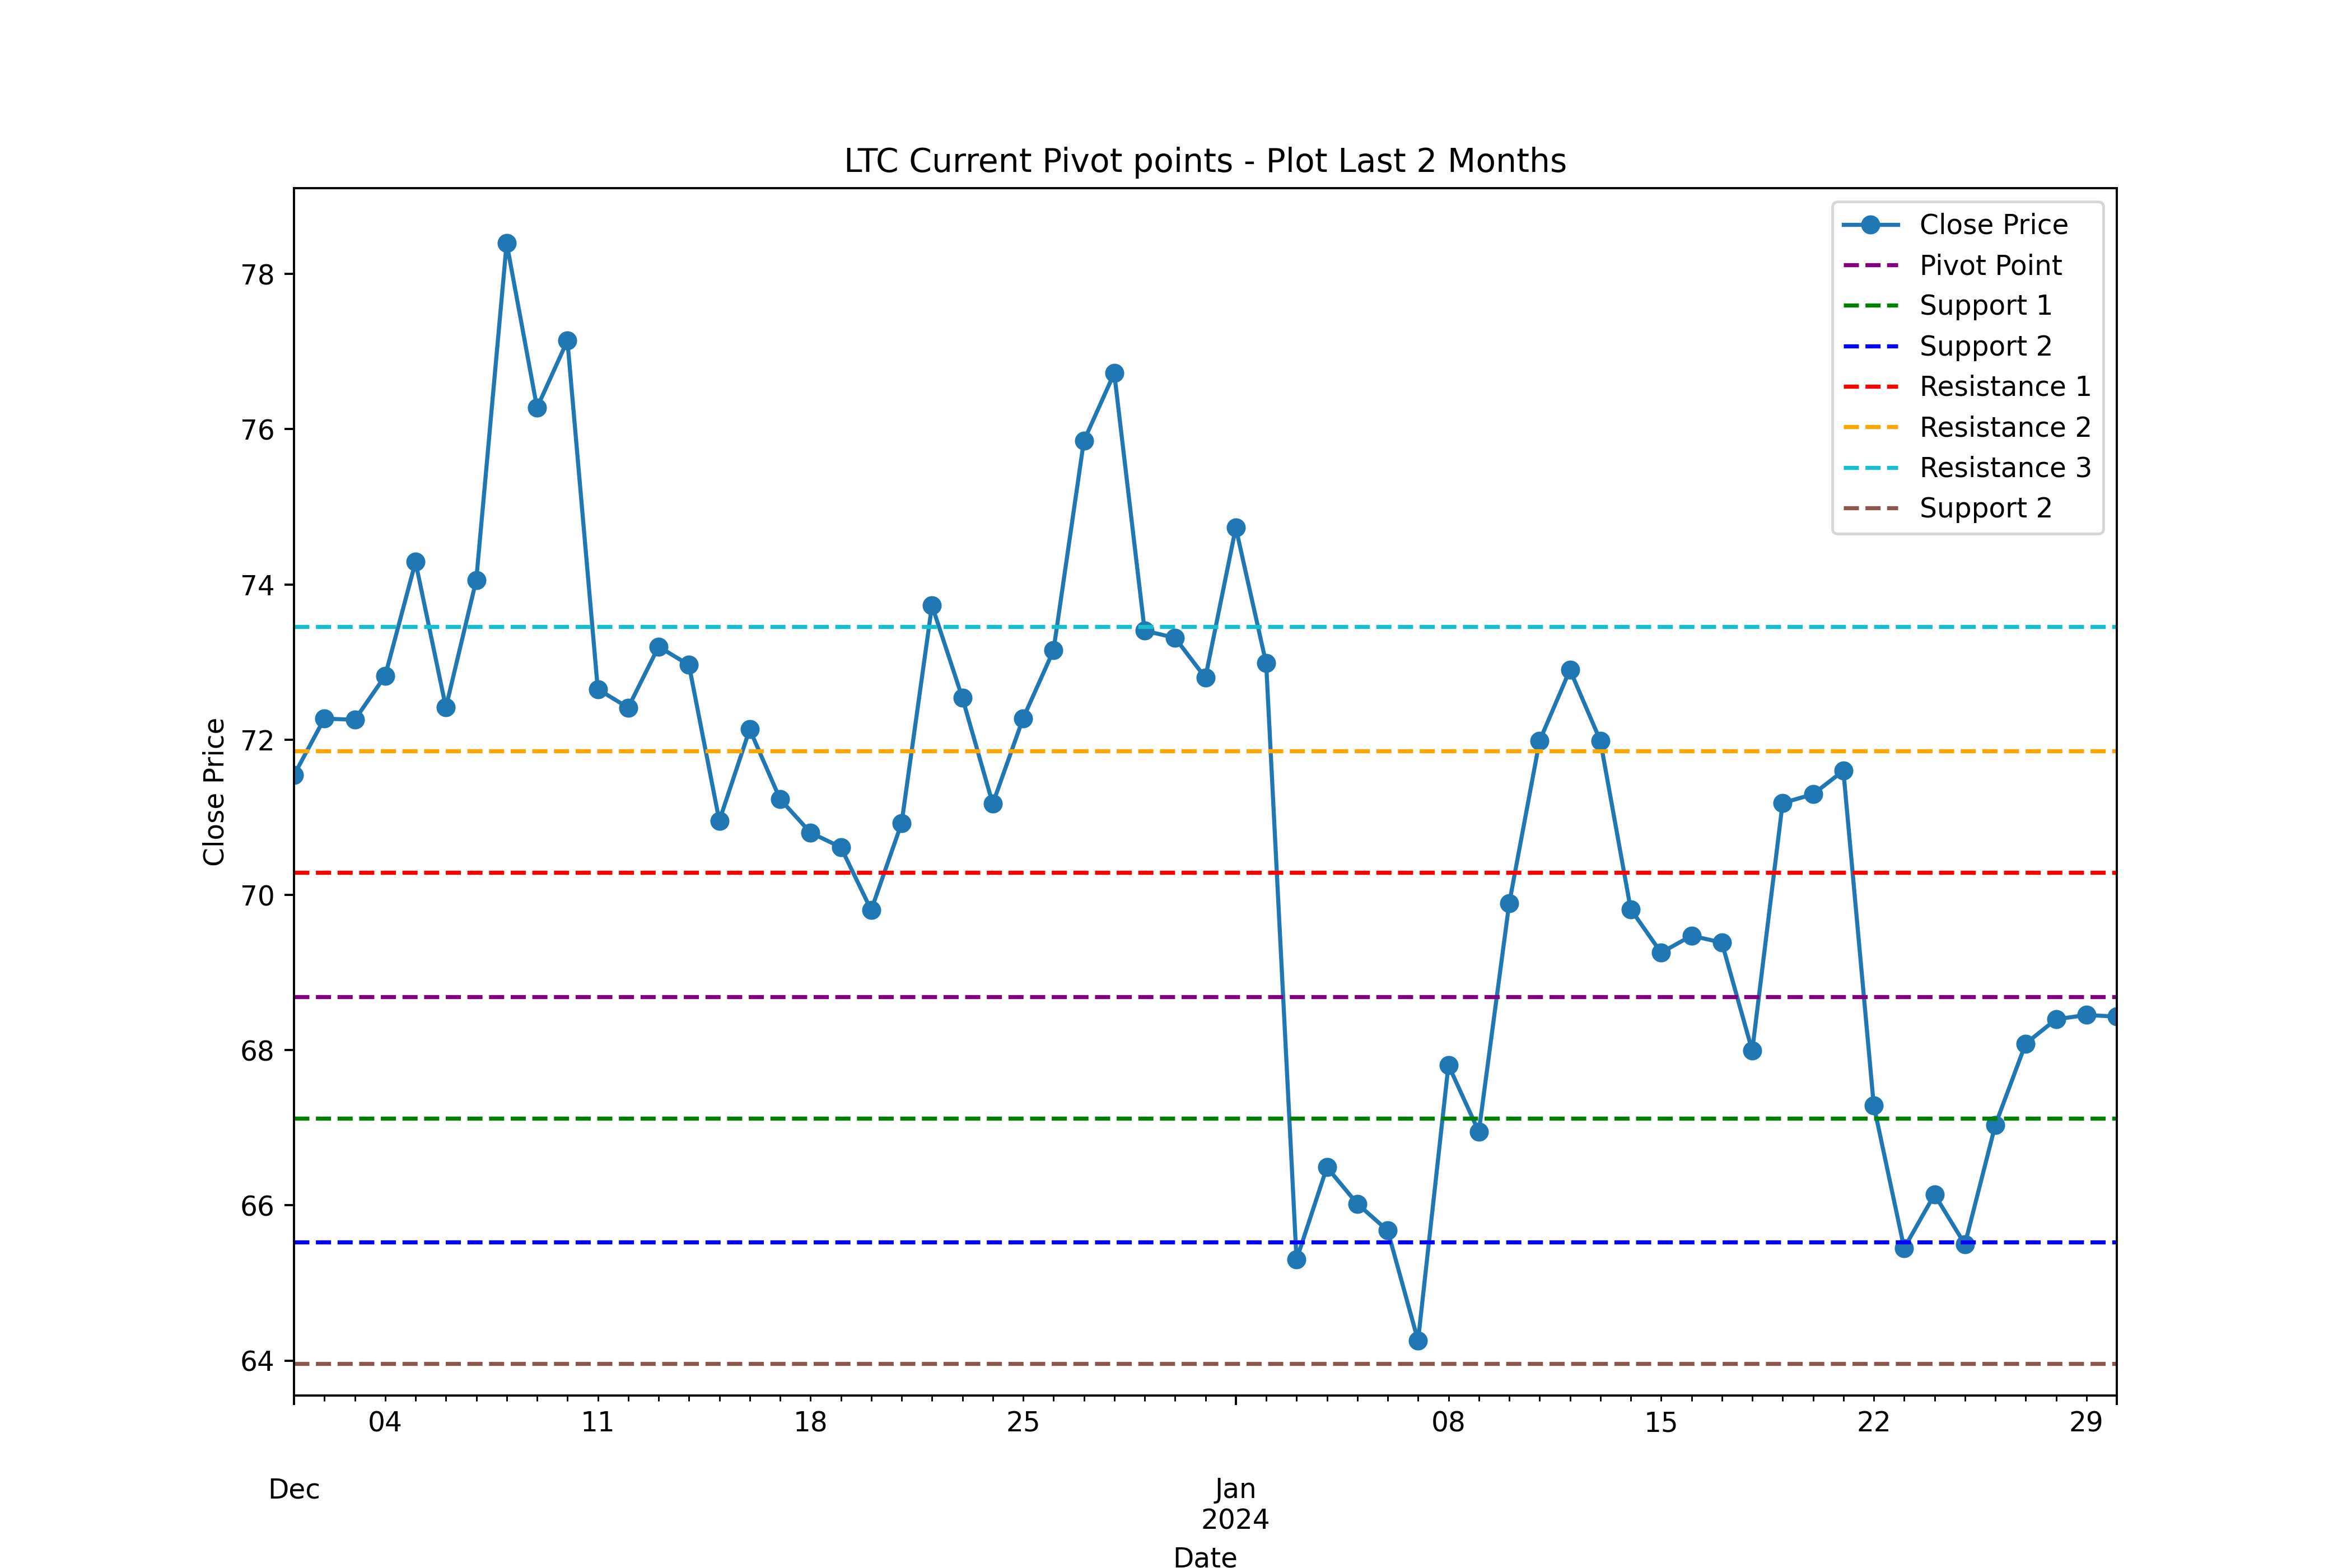 LTC Current Pivot points - Plot Last 2 Months
Close Price
Pivot Point
Support 1
Support 2
Resistance 1
Resistance 2
Resistance 3
Support 2
78
76
74
72
70
68
66
64
Close Price
04 11 18 25 08 15 22 29
Dec Jan
2024
Date